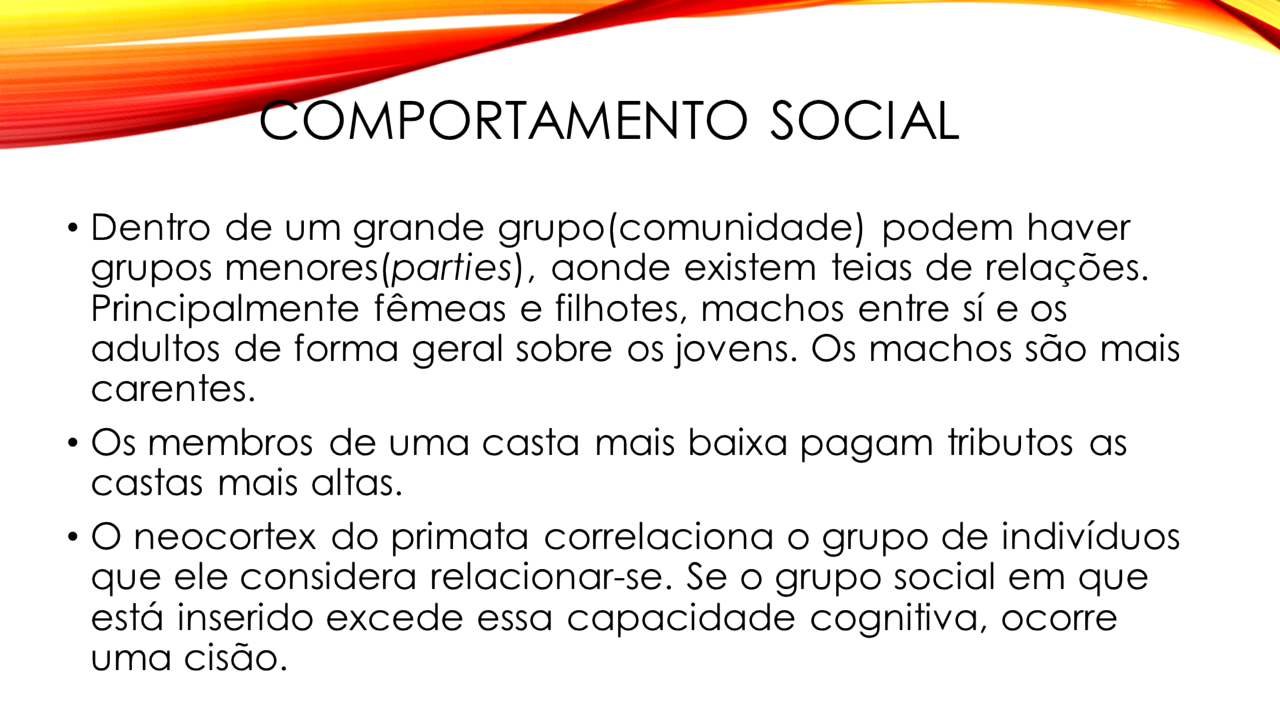 COMPORTAMENTO SOCIAL
• Dentro de um grande grupo(comunidade) podem haver
grupos menores(parties), aonde existem teias de relações.
Principalmente fêmeas e filhotes, machos entre sí e os
adultos de forma geral sobre os jovens. Os machos são mais
carentes.
• Os membros de uma casta mais baixa pagam tributos as
castas mais altas.
• O neocortex do primata correlaciona o grupo de indivíduos
que ele considera relacionar-se. Se o grupo social em que
está inserido excede essa capacidade cognitiva, ocorre
uma cisão.